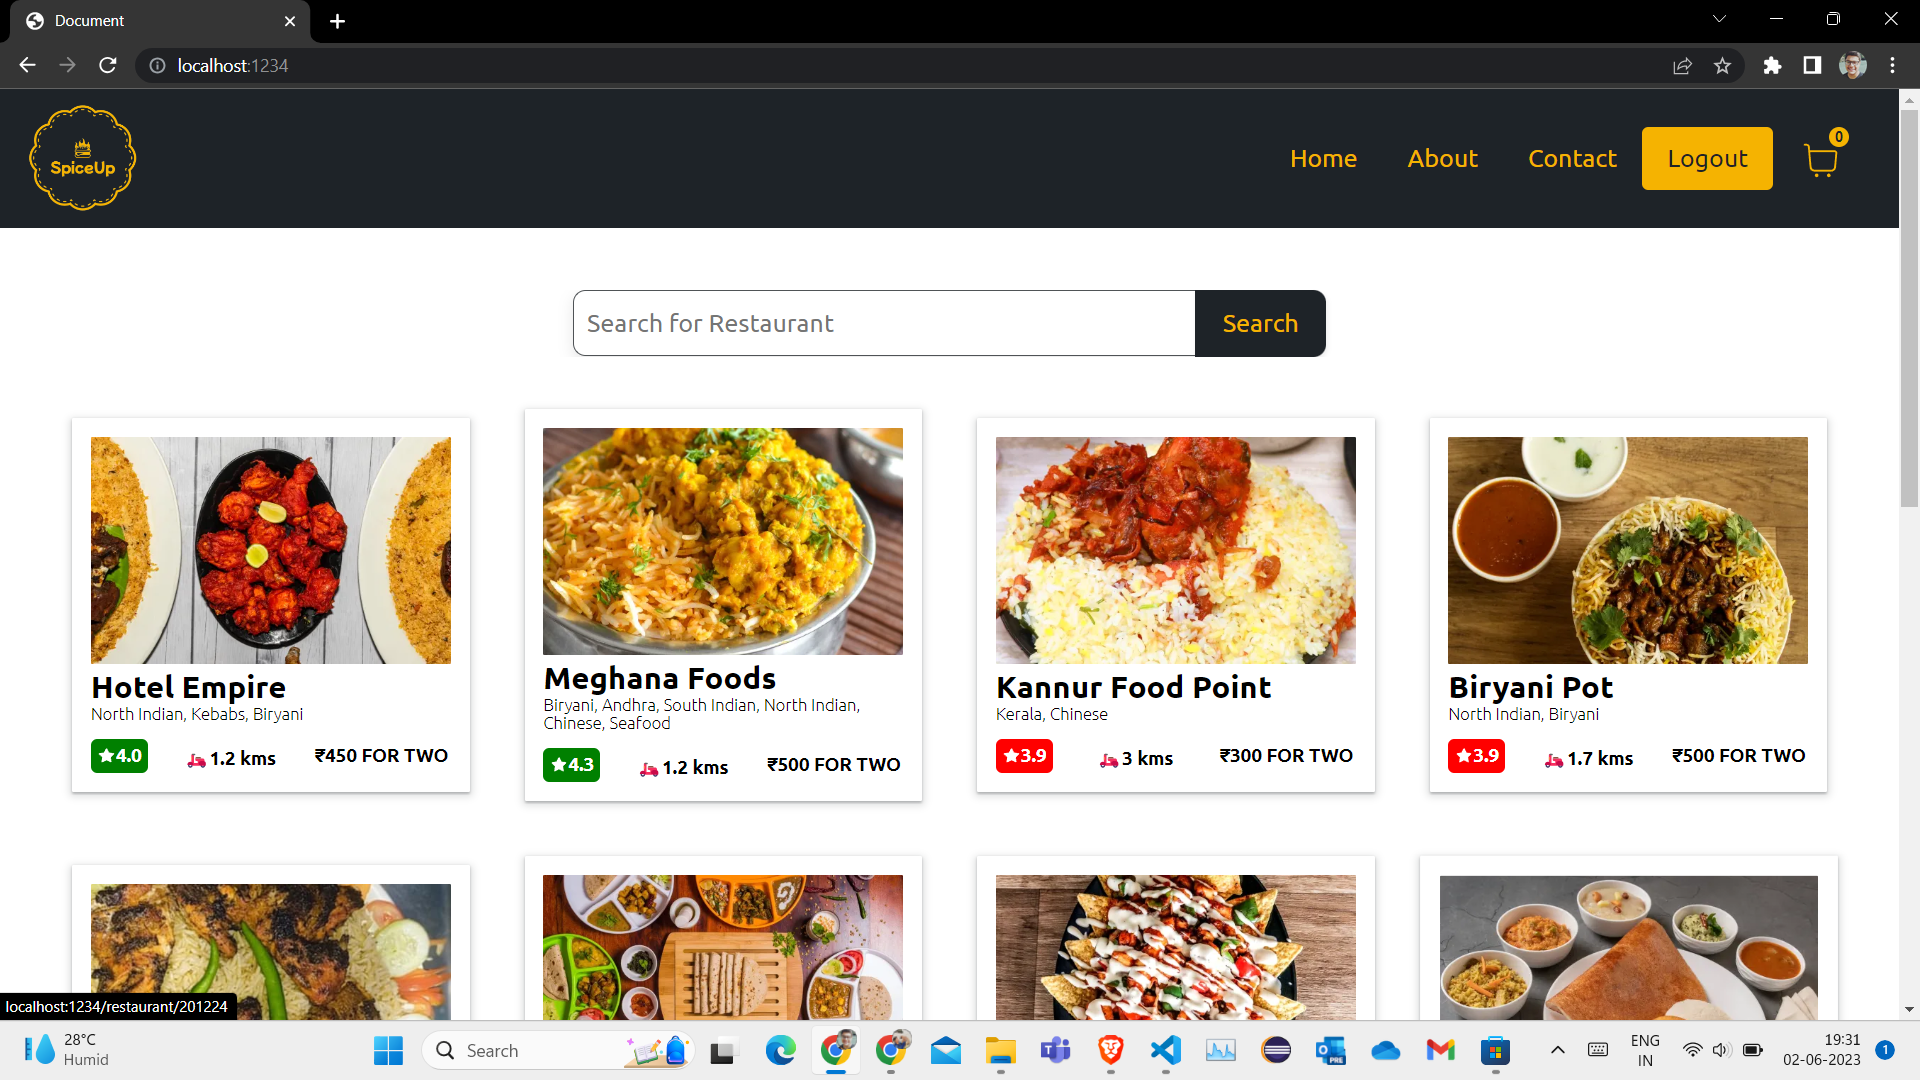 Document
localhost:1234
SpiceUp
Home
About
Contact
Logout
0
Search for Restaurant
Search
Hotel Empire
North Indian, Kebabs, Biryani
4.0
1.2 kms
₹450 FOR TWO
Meghana Foods
Biryani, Andhra, South Indian, North Indian,
Chinese, Seafood
4.3
1.2 kms
₹500 FOR TWO
Kannur Food Point
Kerala, Chinese
3.9
3 kms
₹300 FOR TWO
Biryani Pot
North Indian, Biryani
3.9
1.7 kms
₹500 FOR TWO
localhost:1234/restaurant/201224
28°C
Humid
Search
PRE
ENG
IN
19:31
02-06-2023
1